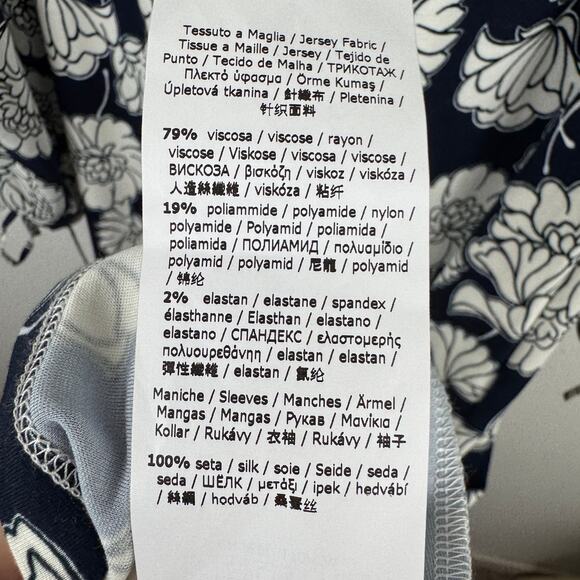 Tessuto a Maglia / Jersey Fabric /
Tissue a Maille / Jersey / Tejido de
Punto / Tecido de Malha / ТРИКОТАЖ /
Πλεκτό ύφασμα / Örme Kumaş /
Úpletová tkanina / 針織布 / Pletenina /
针织面料
79% viscosa / viscose / rayon /
viscose / Viskose / viscosa / viscose /
ВИСКОЗА / βισκόζη / viskoz / viskóza /
人造絲纖維 / viskóza / 粘纤
19% poliammide / polyamide / nylon /
polyamide / Polyamid / poliamida /
poliamida / ПОЛИАМИД / πολυαμίδιο /
polyamid / polyamid / 尼龍 / polyamid
/ 锦纶
2% elastan / elastane / spandex /
élasthanne / Elasthan / elastano /
elastano / СПАНДЕКС / ελαστομερής
πολυουρεθάνηη / elastan / elastan /
彈性纖維 / elastan / 氨纶
Maniche / Sleeves / Manches / Ärmel /
Mangas / Mangas / Рукав / Μανίκια /
Kollar / Rukávy / 衣袖 / Rukávy / 袖子
100% seta / silk / soie / Seide / seda /
seda / ШЁЛК / μετάξι / ipek / hedvábí
/ 絲綢 / hodváb / 桑蚕丝